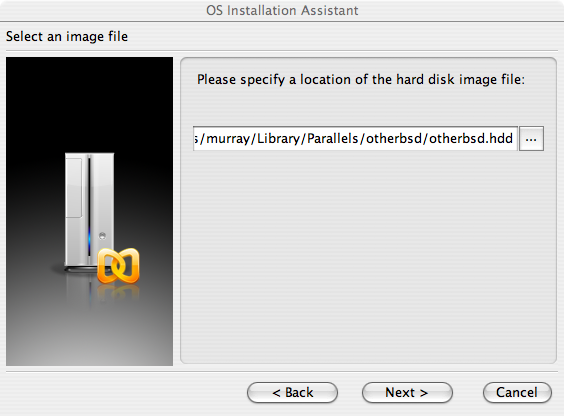 OS Installation Assistant
Select an image file
Please specify a location of the hard disk image file:
s/murray/Library/Parallels/otherbsd/otherbsd.hdd
...
< Back
Next >
Cancel